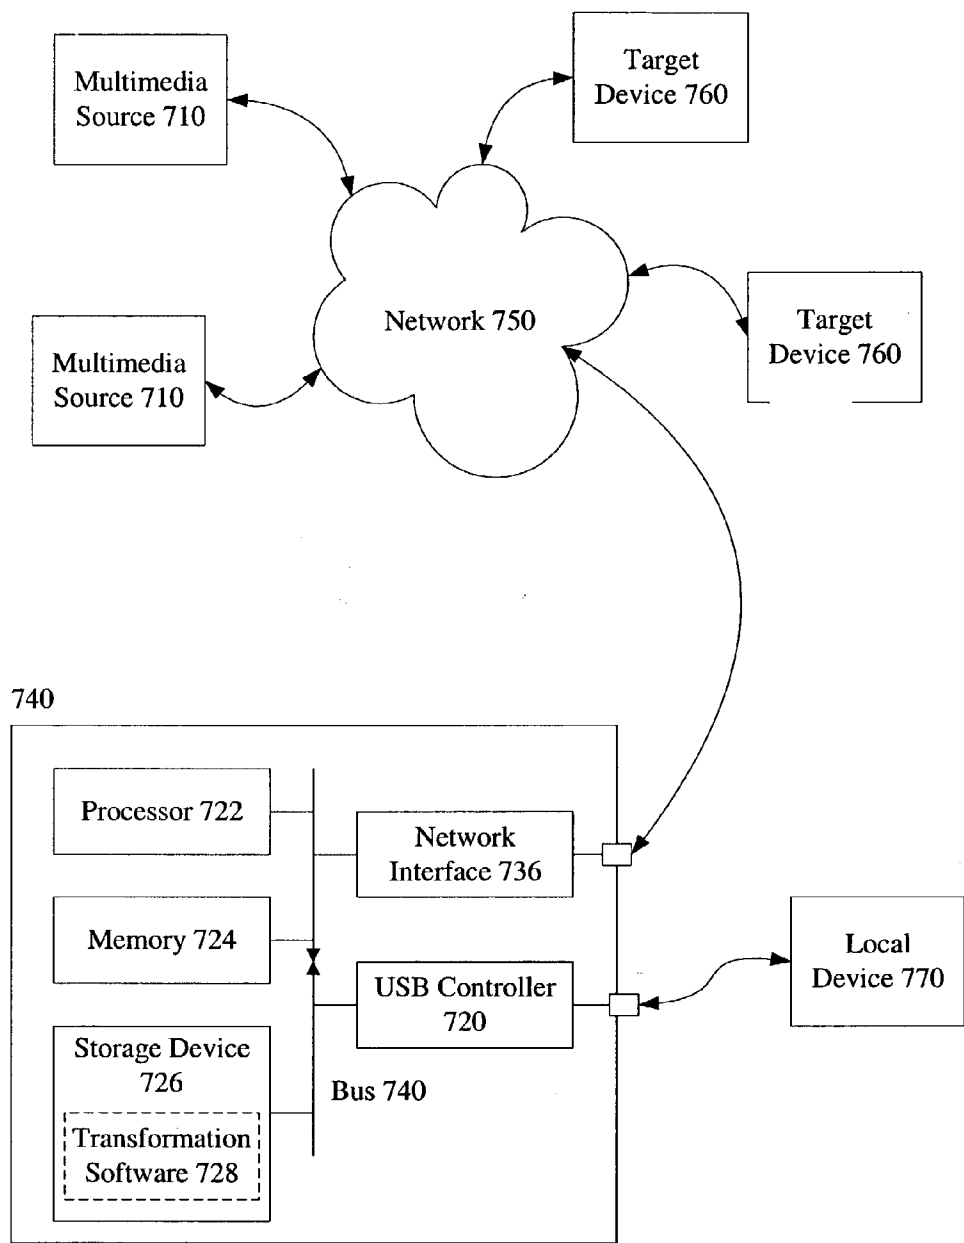 Multimedia
Source 710
Target
Device 760
Network 750
Target
Device 760
Multimedia
Source 710
740
Processor 722
Network
Interface 736
Memory 724
Local
Device 770
USB Controller
720
Storage Device
726
Bus 740
Transformation
Software 728